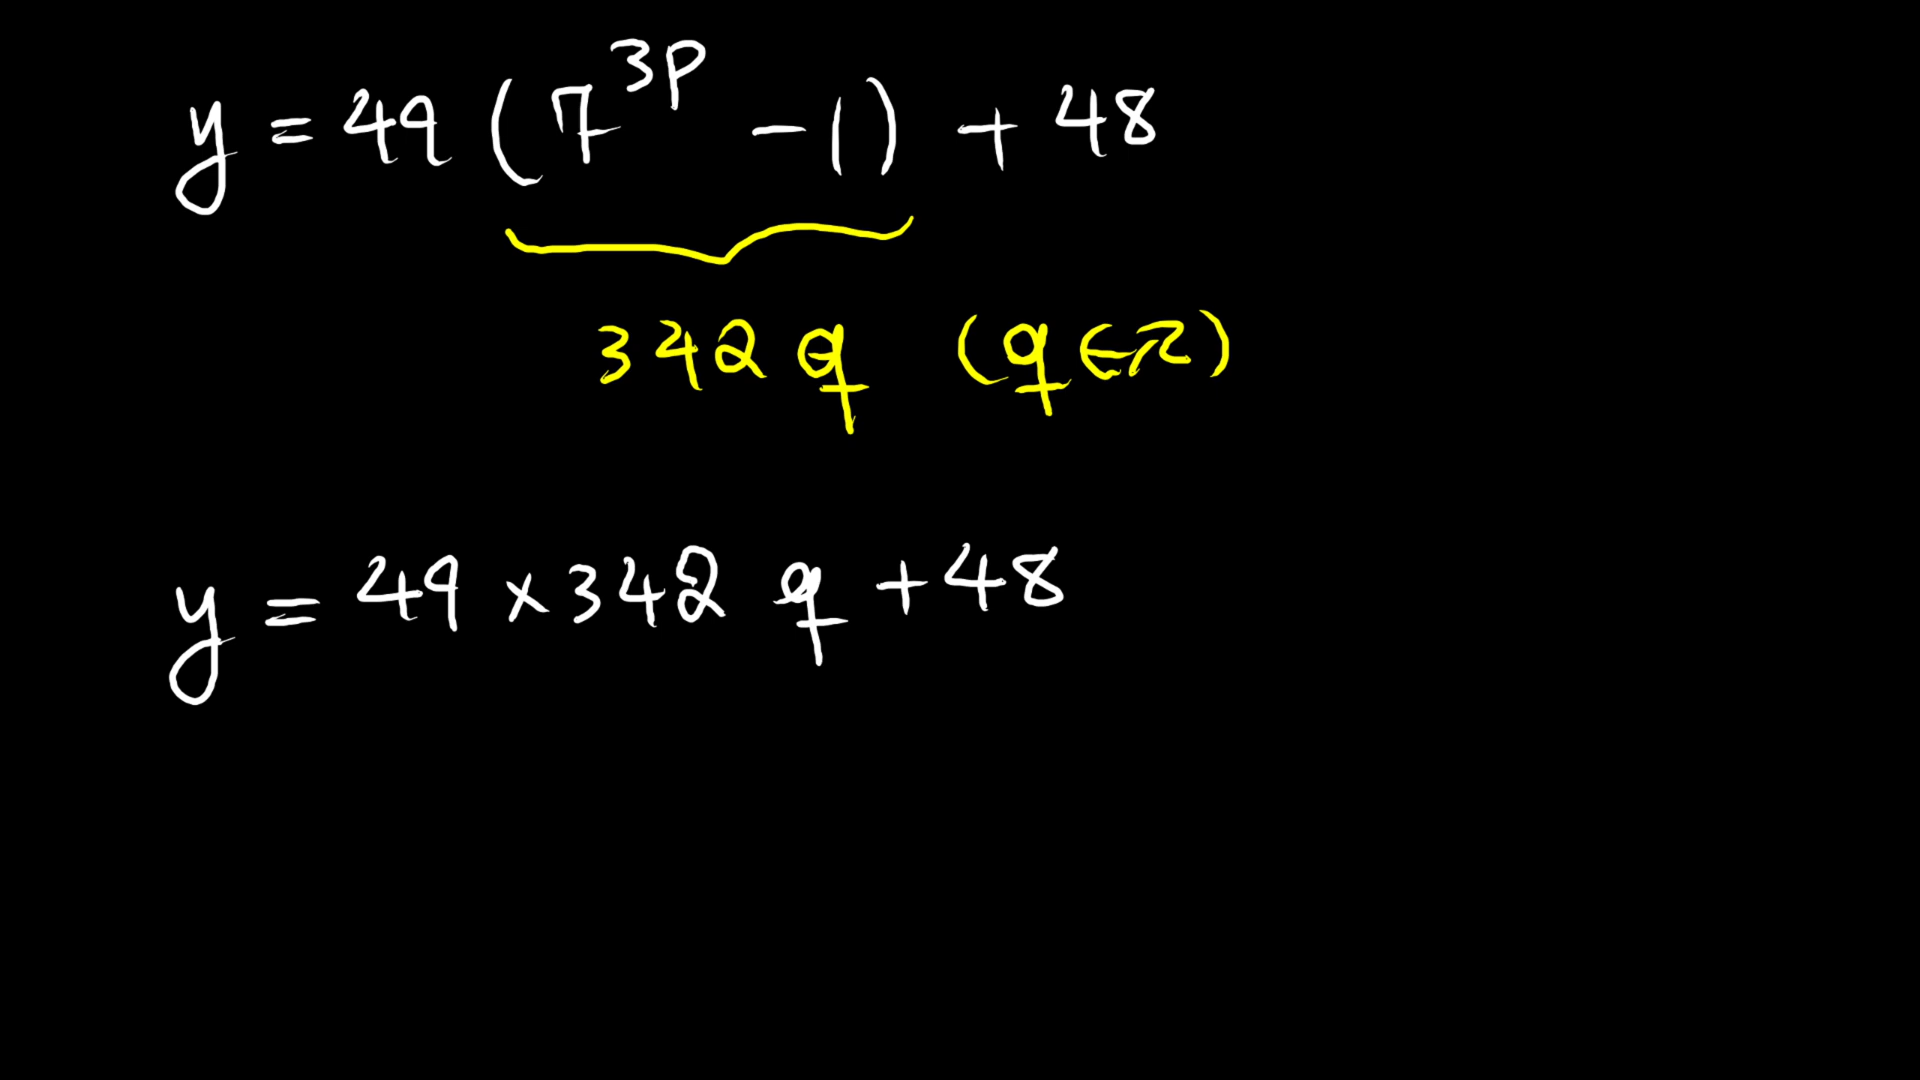 y = 49 (7^{3p} - 1) + 48
342 q (q ∈ Z)
y = 49 × 342 q + 48